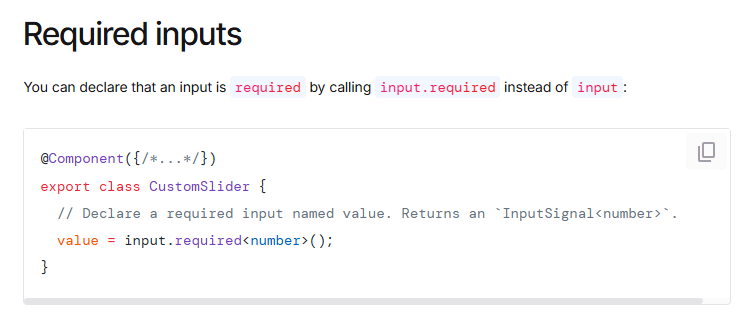 Required inputs
You can declare that an input is required by calling input.required instead of input :
@Component({/*...*/})
export class CustomSlider {
  // Declare a required input named value. Returns an `InputSignal<number>`.
  value = input.required<number>();
}